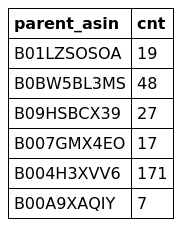 parent_asin cnt
B01LZSOSOA 19
B0BW5BL3MS 48
B09HSBCX39 27
B007GMX4EO 17
B004H3XVV6 171
B00A9XAQIY 7